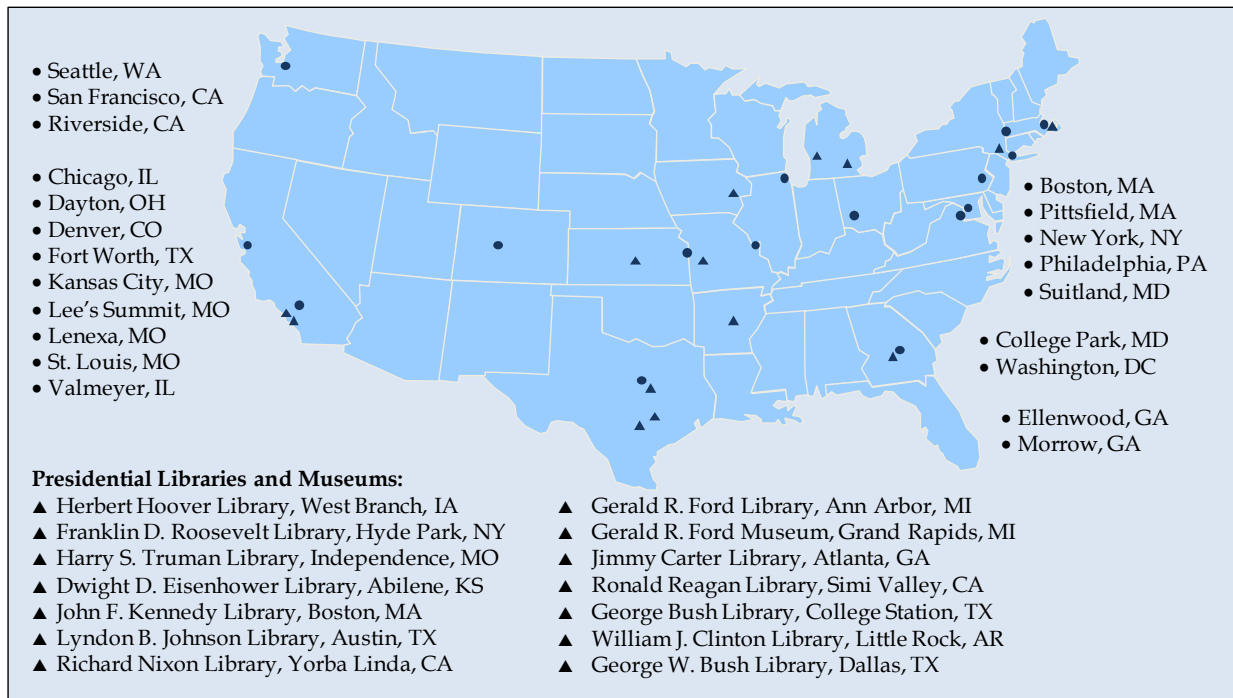 • Seattle, WA
• San Francisco, CA
• Riverside, CA
• Chicago, IL
• Dayton, OH
• Denver, CO
• Fort Worth, TX
• Kansas City, MO
• Lee's Summit, MO
• Lenexa, MO
• St. Louis, MO
• Valmeyer, IL
• Boston, MA
• Pittsfield, MA
• New York, NY
• Philadelphia, PA
• Suitland, MD
• College Park, MD
• Washington, DC
• Ellenwood, GA
• Morrow, GA
Presidential Libraries and Museums:
▲ Herbert Hoover Library, West Branch, IA
▲ Franklin D. Roosevelt Library, Hyde Park, NY
▲ Harry S. Truman Library, Independence, MO
▲ Dwight D. Eisenhower Library, Abilene, KS
▲ John F. Kennedy Library, Boston, MA
▲ Lyndon B. Johnson Library, Austin, TX
▲ Richard Nixon Library, Yorba Linda, CA
▲ Gerald R. Ford Library, Ann Arbor, MI
▲ Gerald R. Ford Museum, Grand Rapids, MI
▲ Jimmy Carter Library, Atlanta, GA
▲ Ronald Reagan Library, Simi Valley, CA
▲ George Bush Library, College Station, TX
▲ William J. Clinton Library, Little Rock, AR
▲ George W. Bush Library, Dallas, TX